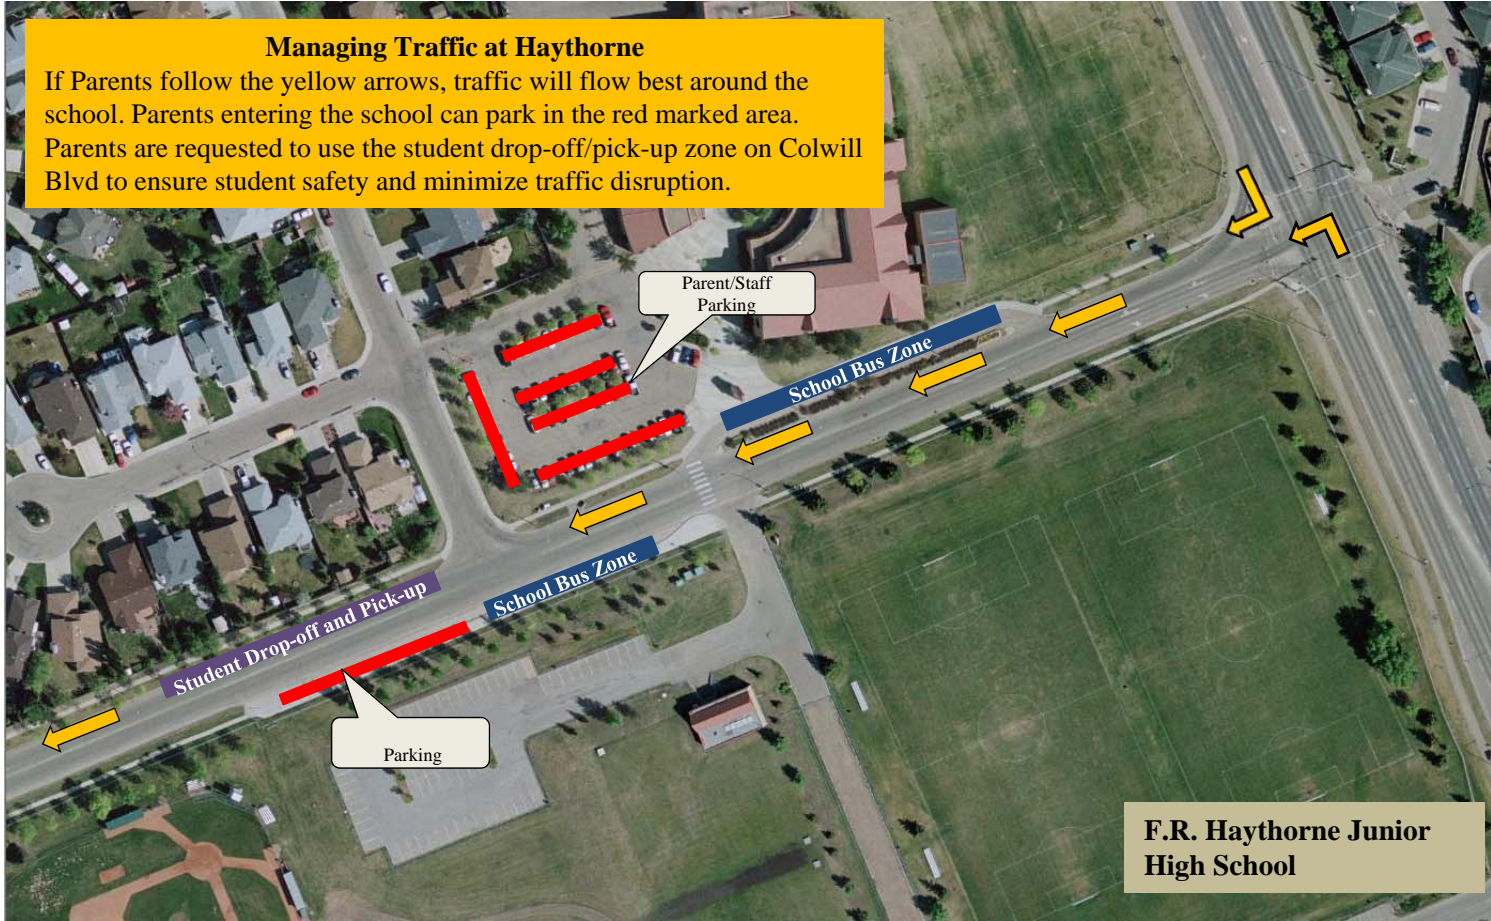 Managing Traffic at Haythorne
If Parents follow the yellow arrows, traffic will flow best around the
school. Parents entering the school can park in the red marked area.
Parents are requested to use the student drop-off/pick-up zone on Colwill
Blvd to ensure student safety and minimize traffic disruption.
Parent/Staff
Parking
School Bus Zone
School Bus Zone
Student Drop-off and Pick-up
Parking
F.R. Haythorne Junior
High School